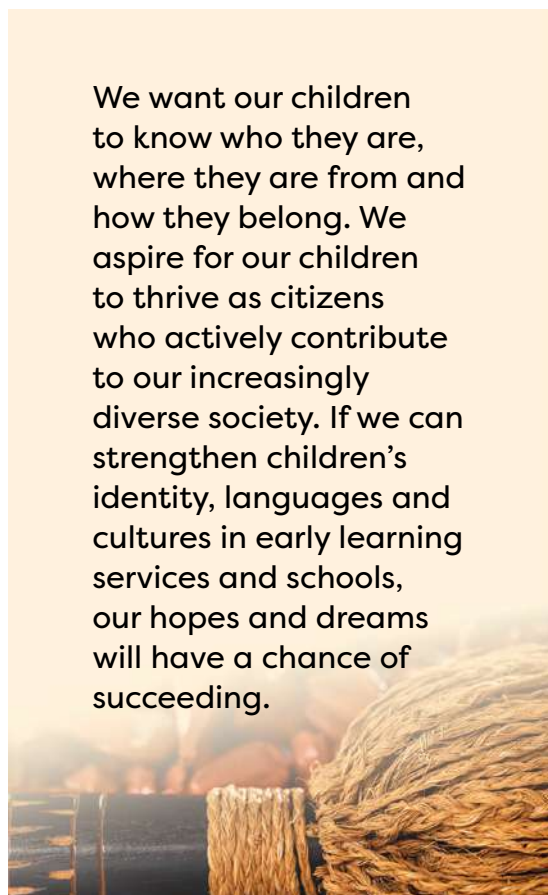 We want our children
to know who they are,
where they are from and
how they belong. We
aspire for our children
to thrive as citizens
who actively contribute
to our increasingly
diverse society. If we can
strengthen children’s
identity, languages and
cultures in early learning
services and schools,
our hopes and dreams
will have a chance of
succeeding.